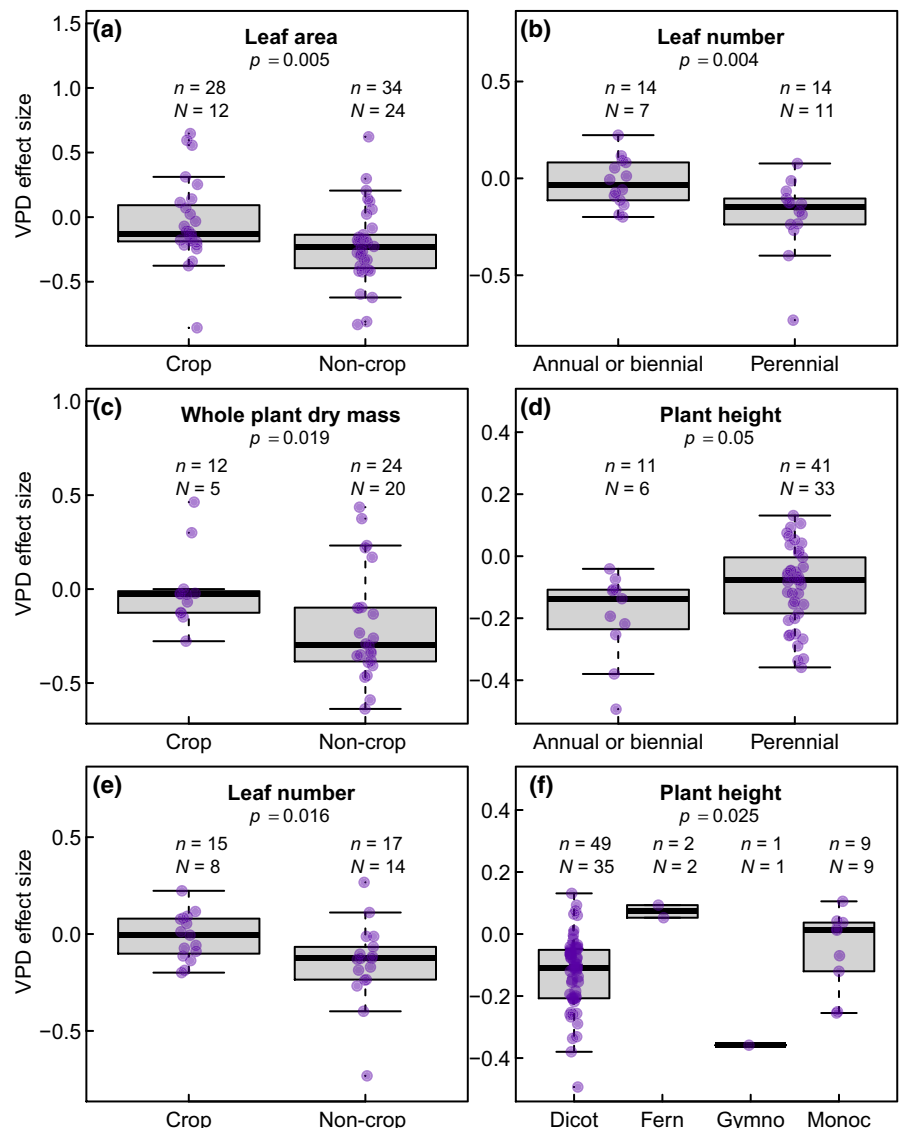 (a)
Leaf area
p = 0.005
n = 28
N = 12
n = 34
N = 24
VPD effect size
1.5
1.0
0.5
0.0
−0.5
Crop
Non-crop
(b)
Leaf number
p = 0.004
n = 14
N = 7
n = 14
N = 11
0.5
0.0
−0.5
Annual or biennial
Perennial
(c)
Whole plant dry mass
p = 0.019
n = 12
N = 5
n = 24
N = 20
VPD effect size
1.0
0.5
0.0
−0.5
Crop
Non-crop
(d)
Plant height
p = 0.05
n = 11
N = 6
n = 41
N = 33
0.4
0.2
0.0
−0.2
−0.4
Annual or biennial
Perennial
(e)
Leaf number
p = 0.016
n = 15
N = 8
n = 17
N = 14
VPD effect size
0.5
0.0
−0.5
Crop
Non-crop
(f)
Plant height
p = 0.025
n = 49
N = 35
n = 2
N = 2
n = 1
N = 1
n = 9
N = 9
0.4
0.2
0.0
−0.2
−0.4
Dicot
Fern
Gymno
Monoc